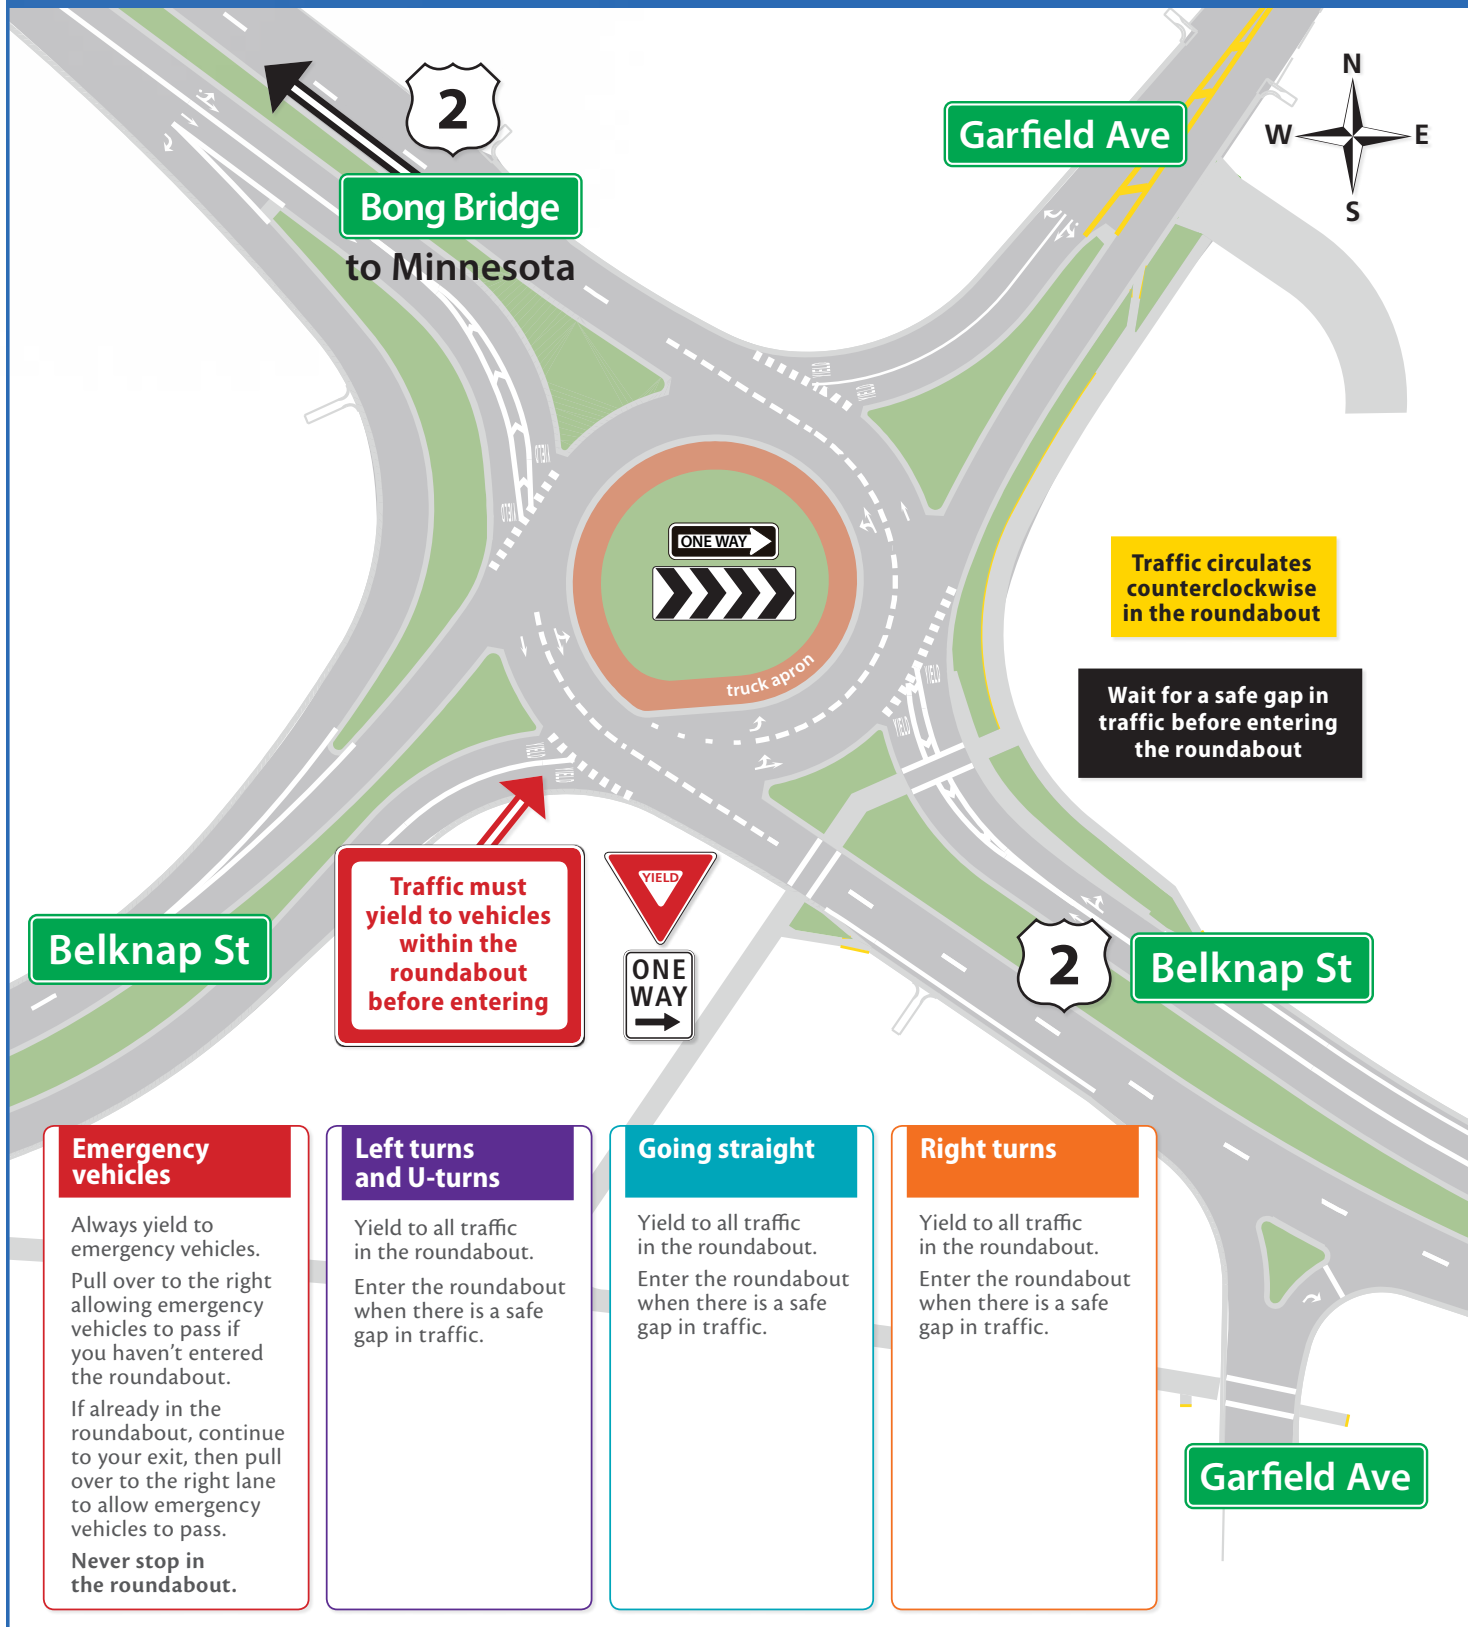 2
Bong Bridge
to Minnesota
Garfield Ave
N
W
E
S
YIELD
YIELD
YIELD
YIELD
ONE WAY
truck apron
Traffic circulates
counterclockwise
in the roundabout
Wait for a safe gap in
traffic before entering
the roundabout
YIELD
YIELD
YIELD
YIELD
Traffic must
yield to vehicles
within the
roundabout
before entering
YIELD
ONE
WAY
Belknap St
2
Belknap St
Emergency
vehicles
Always yield to
emergency vehicles.
Pull over to the right
allowing emergency
vehicles to pass if
you haven't entered
the roundabout.
If already in the
roundabout, continue
to your exit, then pull
over to the right lane
to allow emergency
vehicles to pass.
Never stop in
the roundabout.
Left turns
and U-turns
Yield to all traffic
in the roundabout.
Enter the roundabout
when there is a safe
gap in traffic.
Going straight
Yield to all traffic
in the roundabout.
Enter the roundabout
when there is a safe
gap in traffic.
Right turns
Yield to all traffic
in the roundabout.
Enter the roundabout
when there is a safe
gap in traffic.
Garfield Ave